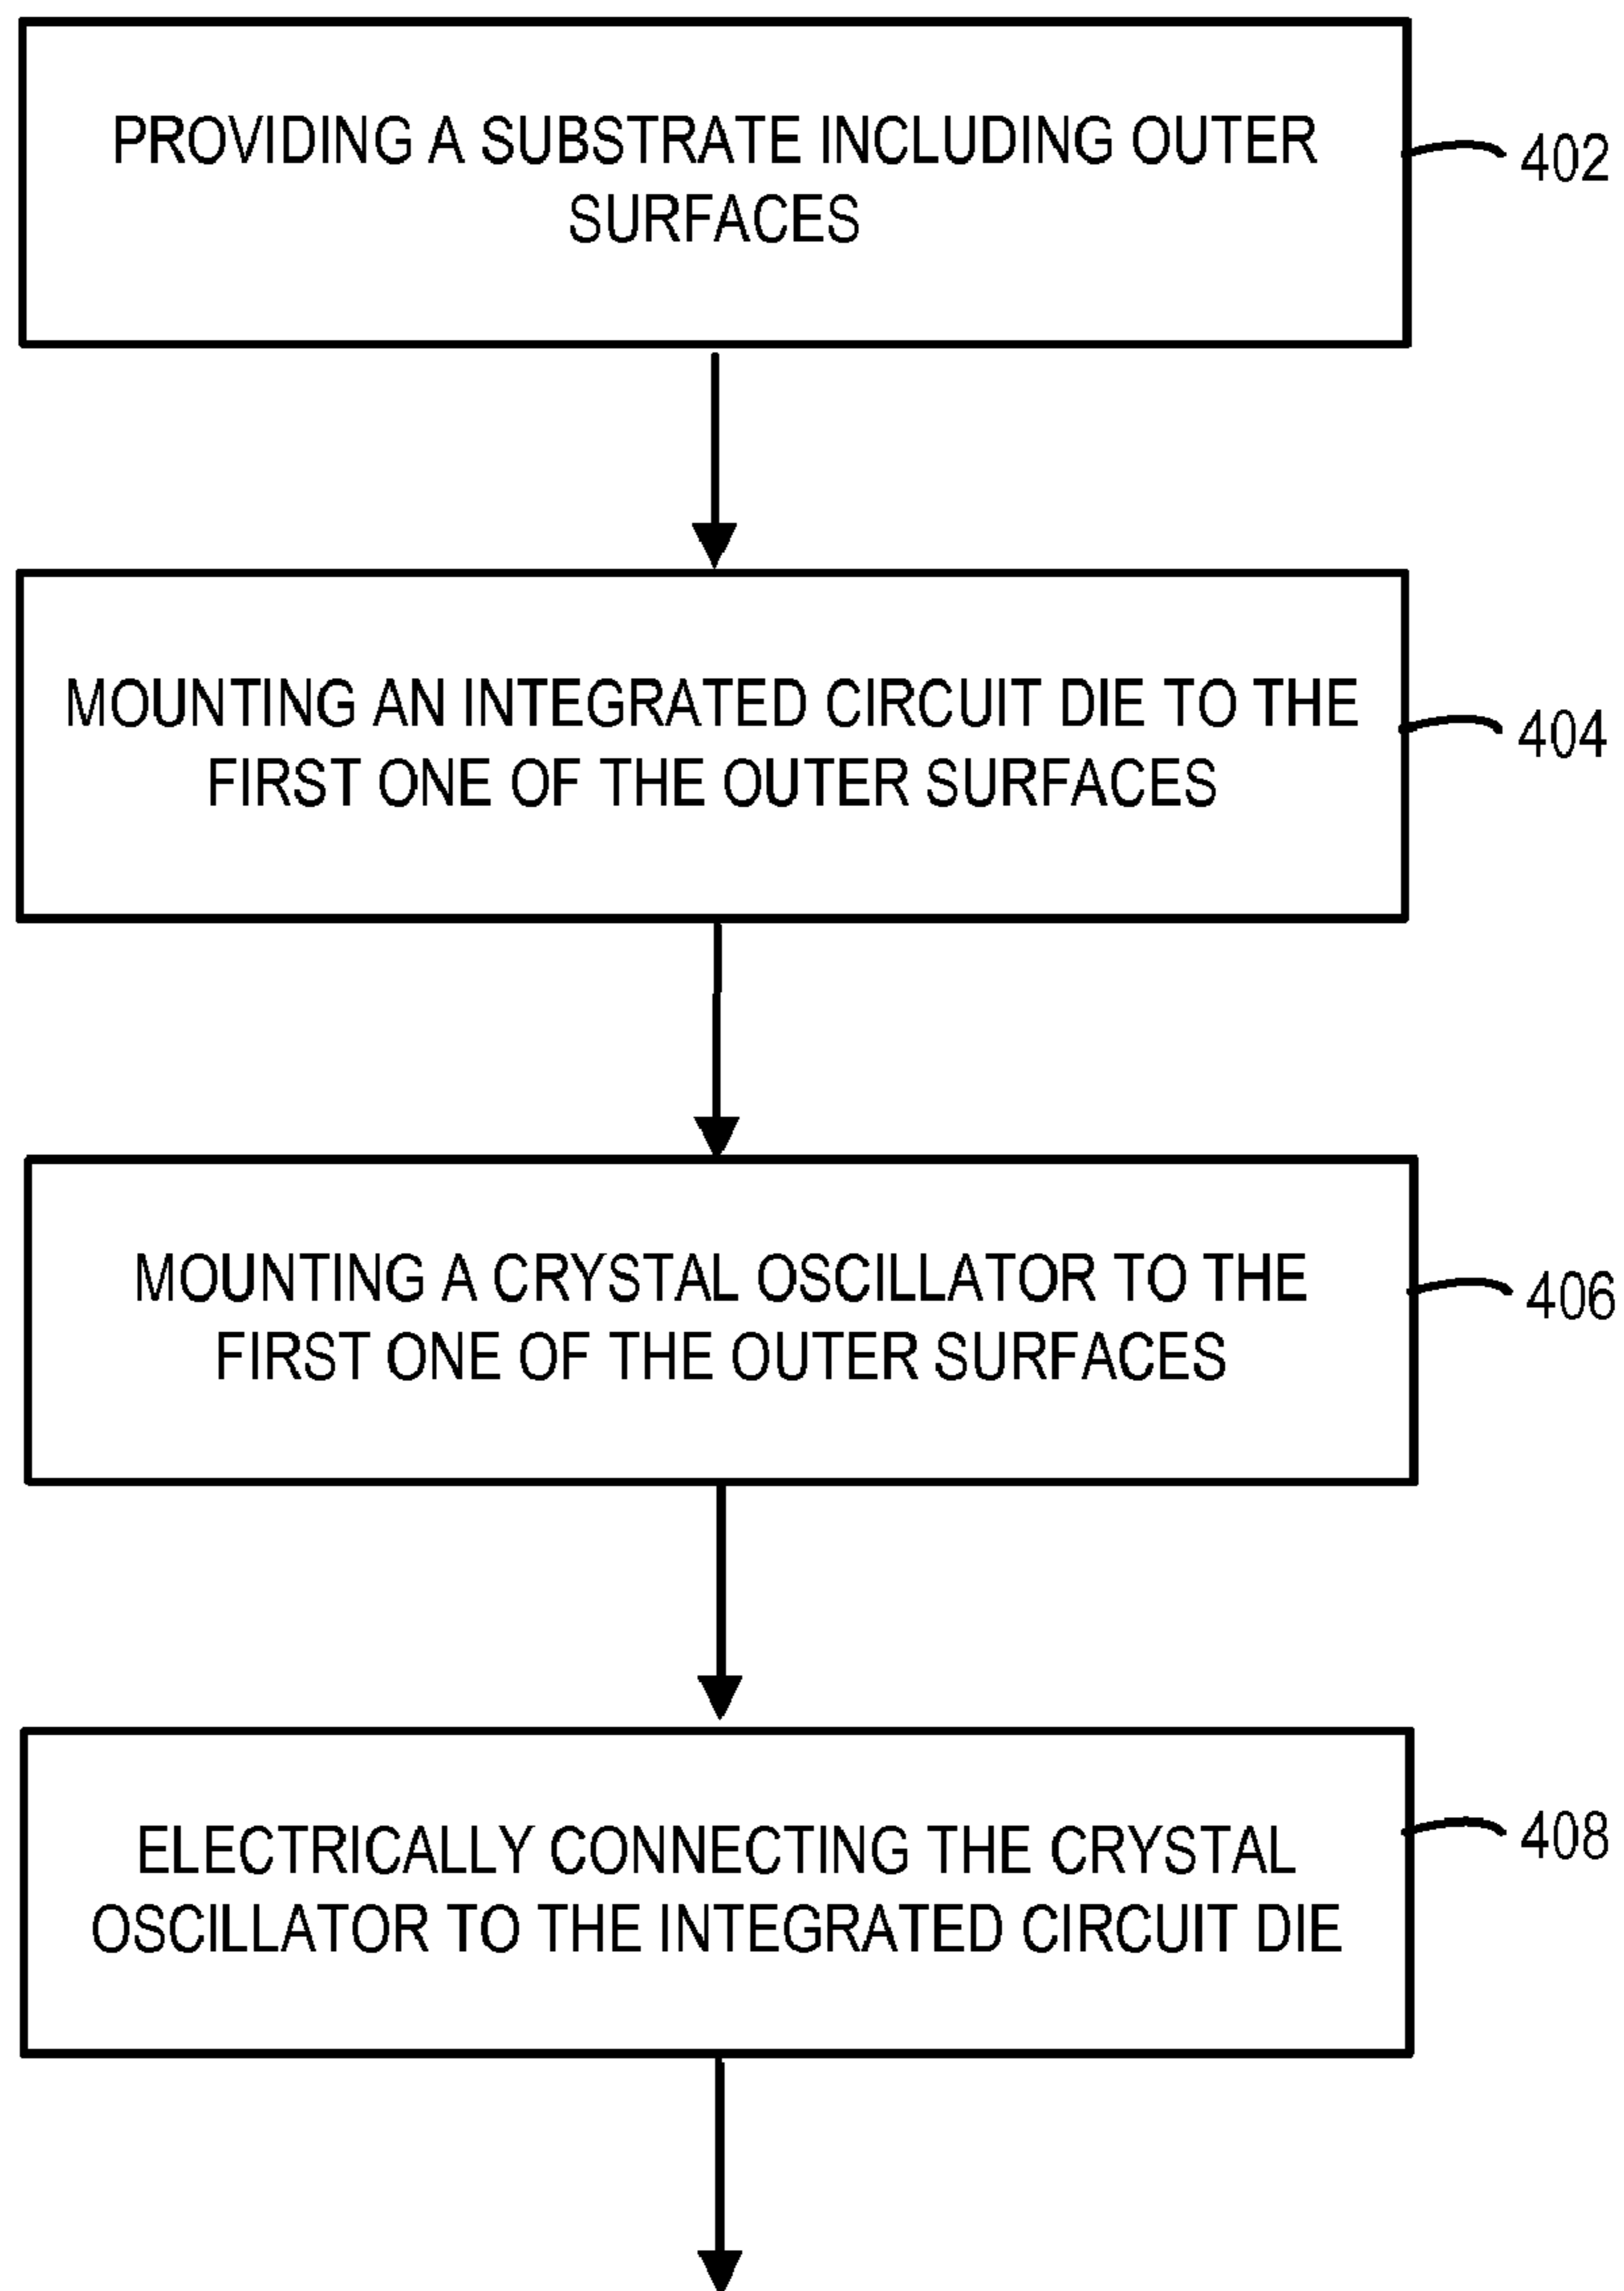 PROVIDING A SUBSTRATE INCLUDING OUTER
SURFACES
402
MOUNTING AN INTEGRATED CIRCUIT DIE TO THE
FIRST ONE OF THE OUTER SURFACES
404
MOUNTING A CRYSTAL OSCILLATOR TO THE
FIRST ONE OF THE OUTER SURFACES
406
ELECTRICALLY CONNECTING THE CRYSTAL
OSCILLATOR TO THE INTEGRATED CIRCUIT DIE
408